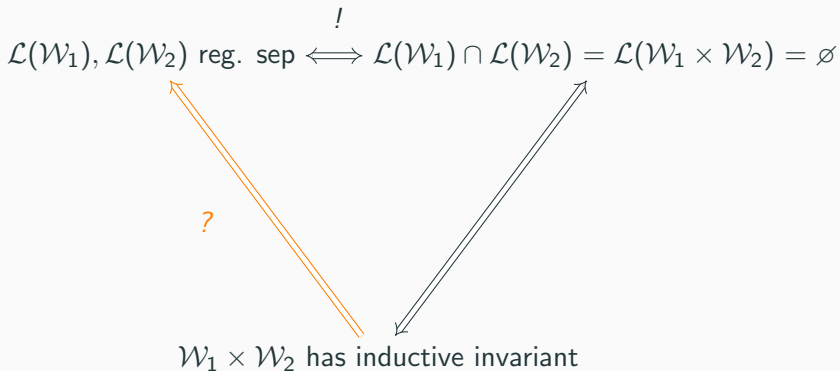 !
ℒ(𝒲₁), ℒ(𝒲₂) reg. sep ⟺ ℒ(𝒲₁) ∩ ℒ(𝒲₂) = ℒ(𝒲₁ × 𝒲₂) = ∅
?
𝒲₁ × 𝒲₂ has inductive invariant